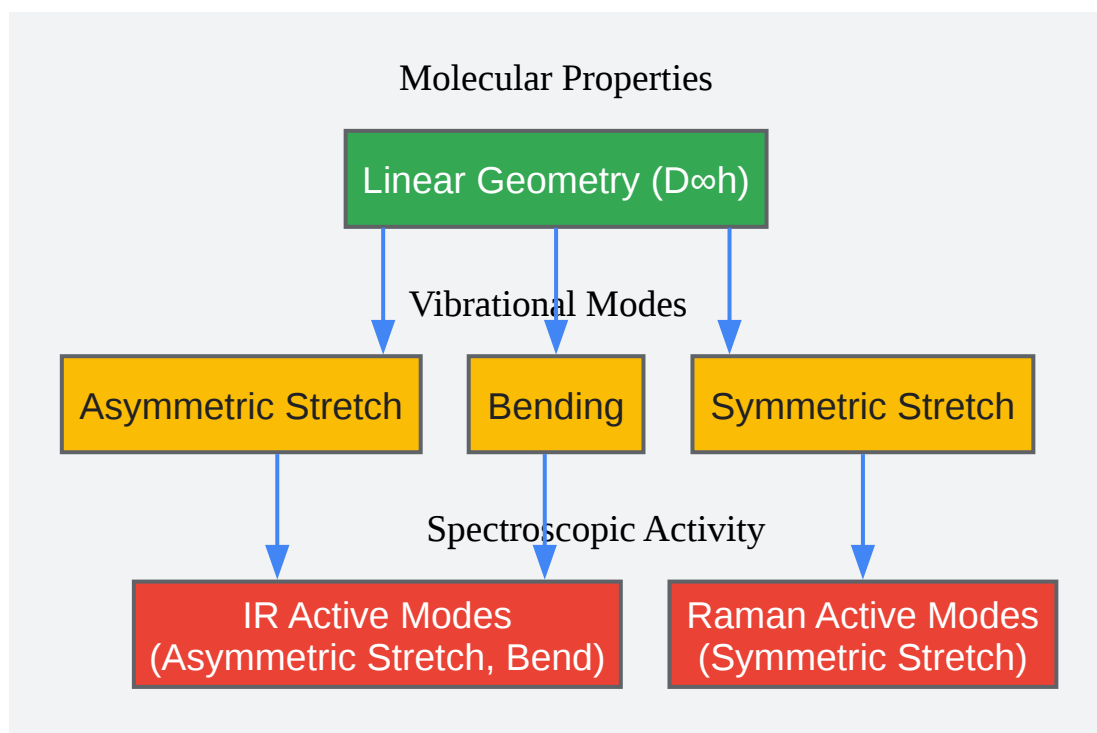 Molecular Properties
Linear Geometry (D∞h)
Vibrational Modes
Asymmetric Stretch
Bending
Symmetric Stretch
Spectroscopic Activity
IR Active Modes
(Asymmetric Stretch, Bend)
Raman Active Modes
(Symmetric Stretch)